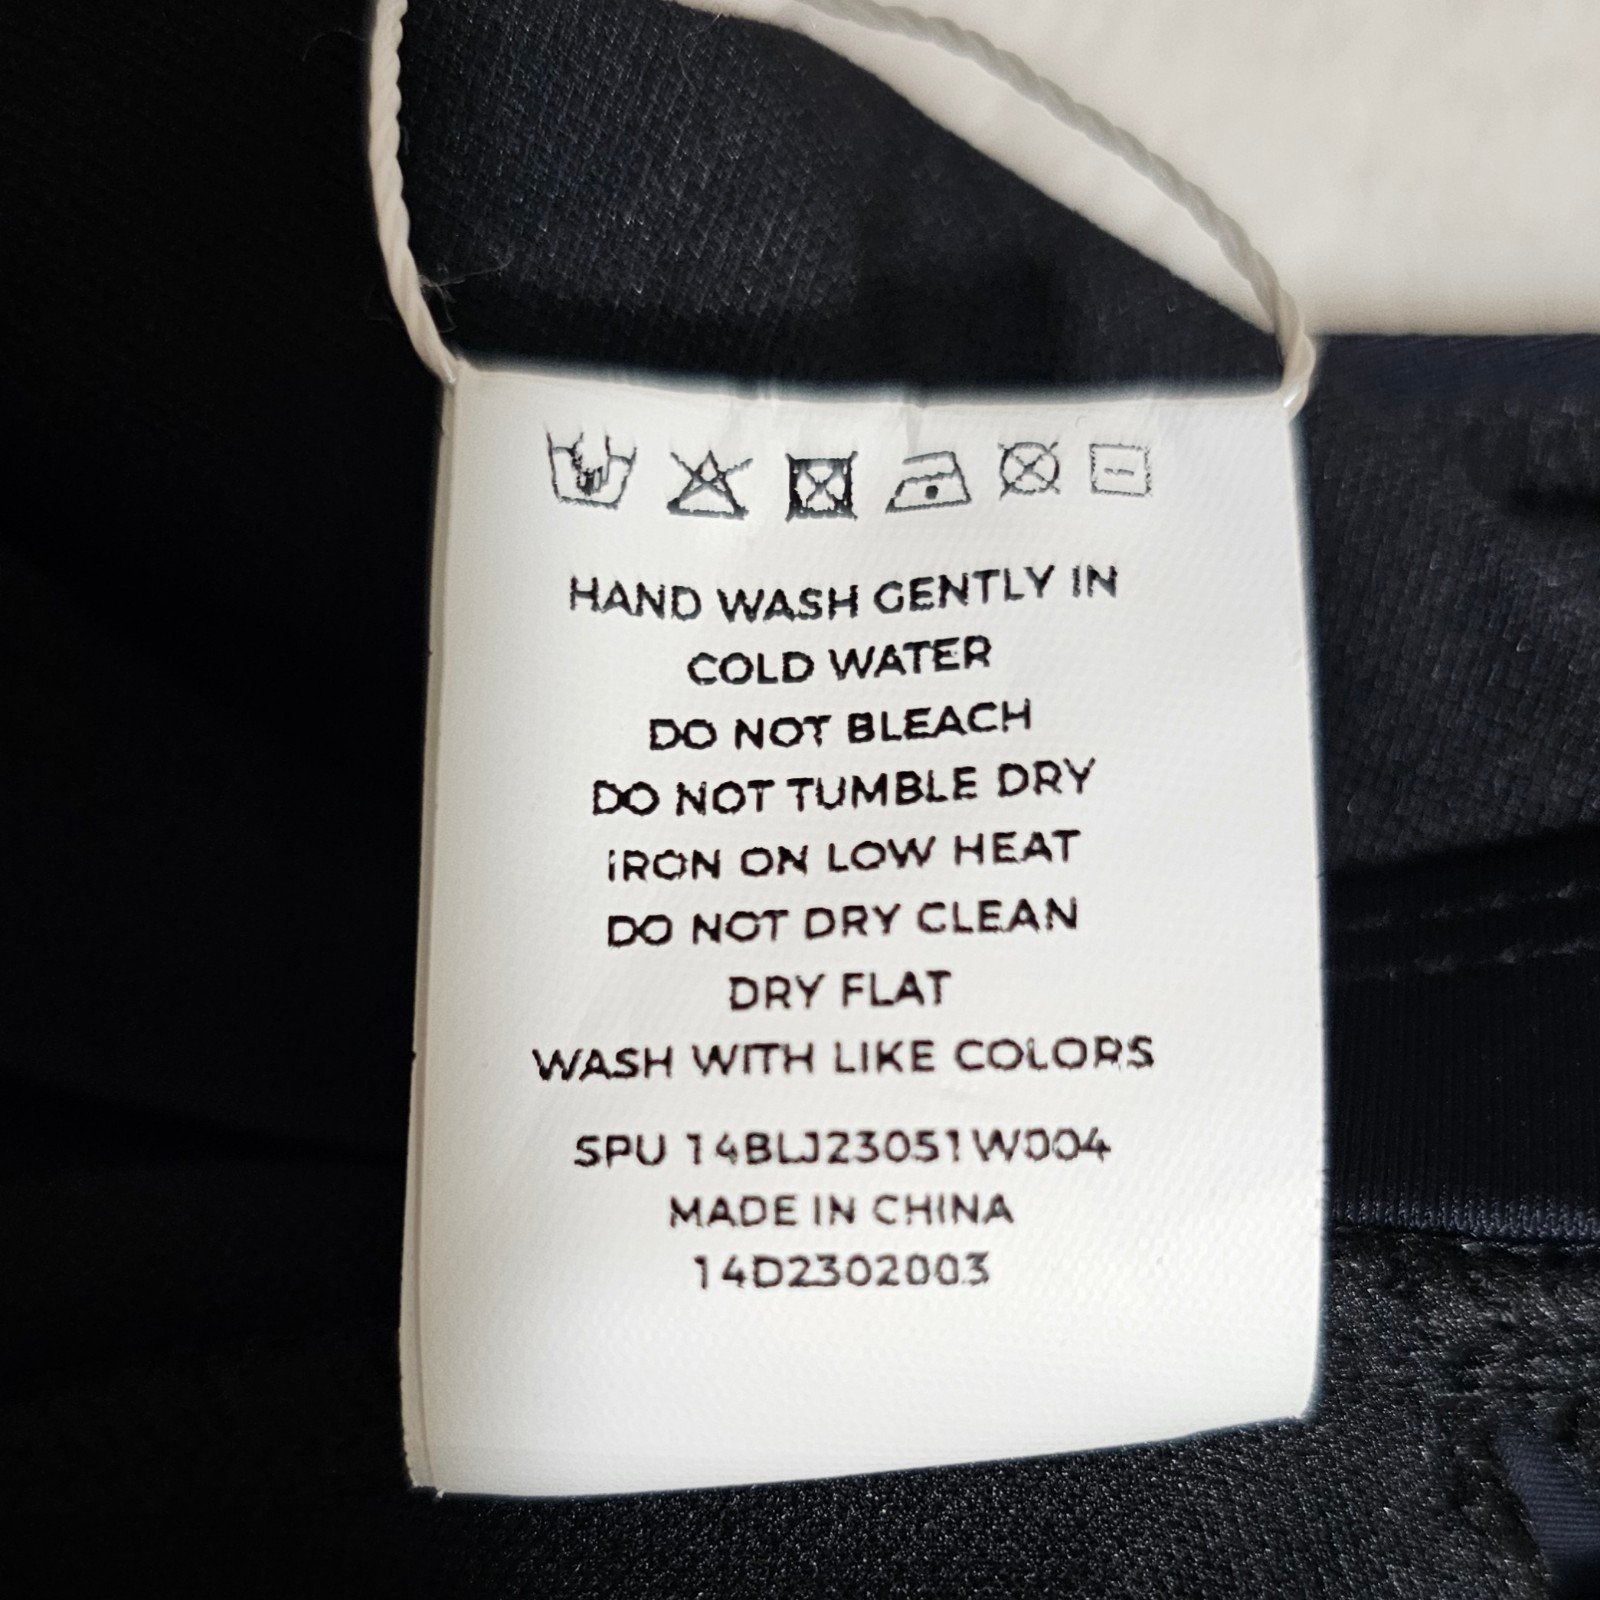 HAND WASH GENTLY IN
COLD WATER
DO NOT BLEACH
DO NOT TUMBLE DRY
IRON ON LOW HEAT
DO NOT DRY CLEAN
DRY FLAT
WASH WITH LIKE COLORS
SPU 14BLJ23051W004
MADE IN CHINA
14D2302003